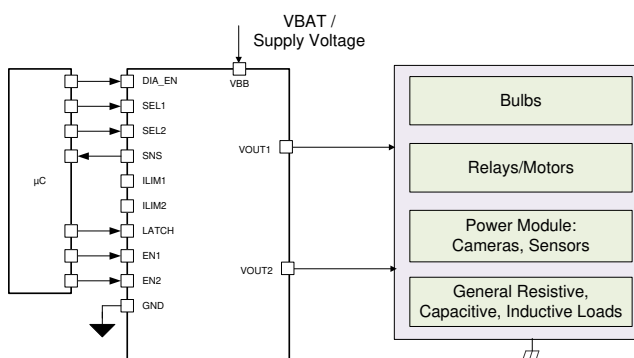 VBAT /
Supply Voltage
DIA_EN
SEL1
SEL2
SNS
ILIM1
ILIM2
LATCH
EN1
EN2
GND
VBB
VOUT1
VOUT2
µC
Bulbs
Relays/Motors
Power Module:
Cameras, Sensors
General Resistive,
Capacitive, Inductive Loads